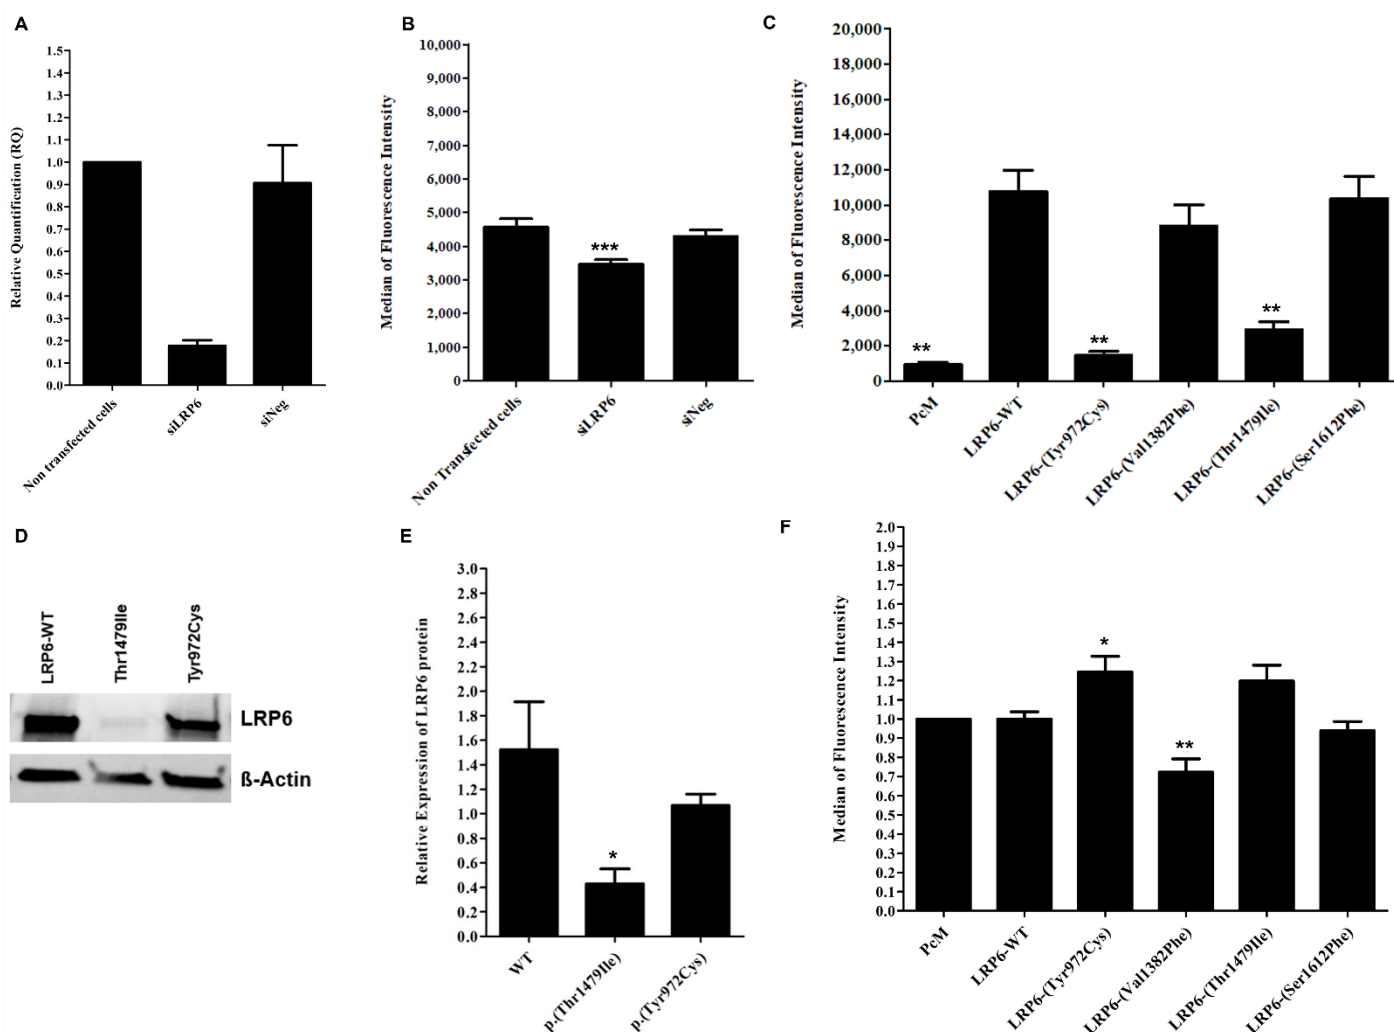 A
Relative Quantification (RQ)
1.5
1.4
1.3
1.2
1.1
1.0
0.9
0.8
0.7
0.6
0.5
0.4
0.3
0.2
0.1
0.0
Non transfected cells
siLRP6
siNeg
B
Median of Fluorescence Intensity
10,000
9,000
8,000
7,000
6,000
5,000
4,000
3,000
2,000
1,000
0
***
Non Transfected cells
siLRP6
siNeg
C
Median of Fluorescence Intensity
20,000
18,000
16,000
14,000
12,000
10,000
8,000
6,000
4,000
2,000
0
**
**
**
PcM
LRP6-WT
LRP6-(Tyr972Cys)
LRP6-(Val1382Phe)
LRP6-(Thr1479Ile)
LRP6-(Ser1612Phe)
D
LRP6-WT
Thr1479Ile
Tyr972Cys
LRP6
ß-Actin
E
Relative Expression of LRP6 protein
3.0
2.8
2.6
2.4
2.2
2.0
1.8
1.6
1.4
1.2
1.0
0.8
0.6
0.4
0.2
0.0
*
WT
p.(Thr1479Ile)
p.(Tyr972Cys)
F
Median of Fluorescence Intensity
2.0
1.9
1.8
1.7
1.6
1.5
1.4
1.3
1.2
1.1
1.0
0.9
0.8
0.7
0.6
0.5
0.4
0.3
0.2
0.1
0.0
*
**
PcM
LRP6-WT
LRP6-(Tyr972Cys)
LRP6-(Val1382Phe)
LRP6-(Thr1479Ile)
LRP6-(Ser1612Phe)